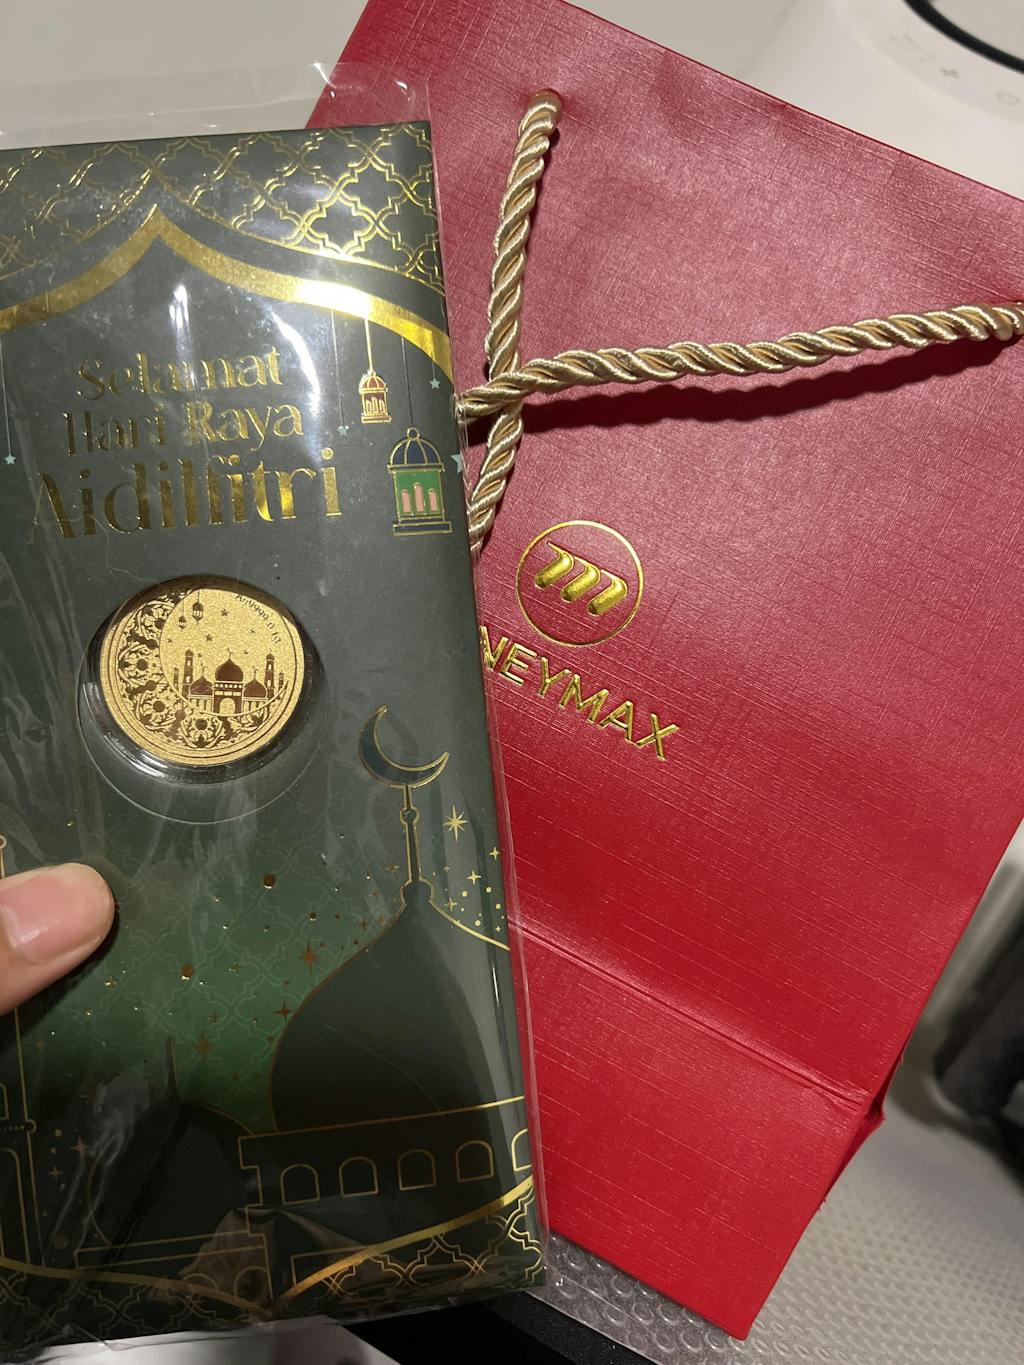 Selamat
Hari Raya
Aidilfitri
NEYMAX